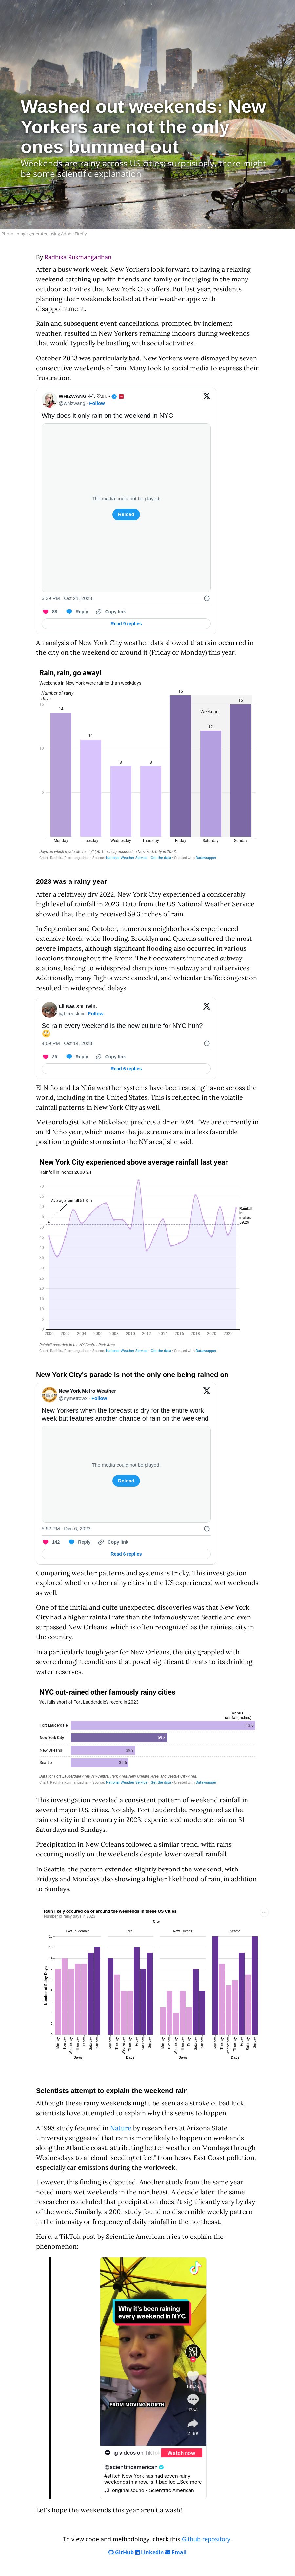 Washed out weekends: New
Yorkers are not the only
ones bummed out
Weekends are rainy across US cities; surprisingly, there might
be some scientific explanation
Photo: Image generated using Adobe Firefly
By Radhika Rukmangadhan
After a busy work week, New Yorkers look forward to having a relaxing
weekend catching up with friends and family or indulging in the many
outdoor activities that New York City offers. But last year, residents
planning their weekends looked at their weather apps with
disappointment.
Rain and subsequent event cancellations, prompted by inclement
weather, resulted in New Yorkers remaining indoors during weekends
that would typically be bustling with social activities.
October 2023 was particularly bad. New Yorkers were dismayed by seven
consecutive weekends of rain. Many took to social media to express their
frustration.
WHIZWANG
@whizwang · Follow
Why does it only rain on the weekend in NYC
The media could not be played.
Reload
3:38 PM · Oct 21, 2023
88 Reply Copy link
Read 9 replies
An analysis of New York City weather data showed that rain occurred in
the city on the weekend or around it (Friday or Monday) this year.
Rain, rain, go away!
Weekends in New York were rainier than weekdays
Number of rainy
days
16
15
15
14
Weekend
12
11
10
8
8
5
Monday Tuesday Wednesday Thursday Friday Saturday Sunday
Days on which moderate rainfall (>0.1 inches) occurred in New York City in 2023.
Chart: Radhika Rukmangadhan • Source: National Weather Service • Get the data • Created with Datawrapper
2023 was a rainy year
After a relatively dry 2022, New York City experienced a considerably
high level of rainfall in 2023. Data from the US National Weather Service
showed that the city received 59.3 inches of rain.
In September and October, numerous neighborhoods experienced
extensive block-wide flooding. Brooklyn and Queens suffered the most
severe impacts, although significant flooding also occurred in various
locations throughout the Bronx. The floodwaters inundated subway
stations, leading to widespread disruptions in subway and rail services.
Additionally, many flights were canceled, and vehicular traffic congestion
resulted in widespread delays.
Lil Nas X's Twin.
@Leeeskiiii · Follow
So rain every weekend is the new culture for NYC huh?
🙄
4:09 PM · Oct 14, 2023
29 Reply Copy link
Read 6 replies
El Niño and La Niña weather systems have been causing havoc across the
world, including in the United States. This is reflected in the volatile
rainfall patterns in New York City as well.
Meteorologist Katie Nickolaou predicts a drier 2024. “We are currently in
an El Niño year, which means the jet streams are in a less favorable
position to guide storms into the NY area,” she said.
New York City experienced above average rainfall last year
Rainfall in inches 2000-24
70
65
60
55
50
45
40
35
30
25
20
15
10
5
0
Average rainfall 51.3 in
Rainfall
in
inches
59.29
2000 2002 2004 2006 2008 2010 2012 2014 2016 2018 2020 2022
Rainfall recorded in the NY-Central Park Area.
Chart: Radhika Rukmangadhan • Source: National Weather Service • Get the data • Created with Datawrapper
New York City's parade is not the only one being rained on
New York Metro Weather
@nymetrowx · Follow
New Yorkers when the forecast is dry for the entire work
week but features another chance of rain on the weekend
The media could not be played.
Reload
5:52 PM · Dec 6, 2023
142 Reply Copy link
Read 6 replies
Comparing weather patterns and systems is tricky. This investigation
explored whether other rainy cities in the US experienced wet weekends
as well.
One of the initial and quite unexpected discoveries was that New York
City had a higher rainfall rate than the infamously wet Seattle and even
surpassed New Orleans, which is often recognized as the rainiest city in
the country.
In a particularly tough year for New Orleans, the city grappled with
severe drought conditions that posed significant threats to its drinking
water reserves.
NYC out-rained other famously rainy cities
Yet falls short of Fort Lauderdale's record in 2023
Annual
rainfall(inches)
Fort Lauderdale
New York City
New Orleans
Seattle
Data for Fort Lauderdale Area, NY-Central Park Area, New Orleans Area, and Seattle City Area.
Chart: Radhika Rukmangadhan • Source: National Weather Service • Get the data • Created with Datawrapper
This investigation revealed a consistent pattern of weekend rainfall in
several major U.S. cities. Notably, Fort Lauderdale, recognized as the
rainiest city in the country in 2023, experienced moderate rain on 31
Saturdays and Sundays.
Precipitation in New Orleans followed a similar trend, with rains
occuring mostly on the weekends despite lower overall rainfall.
In Seattle, the pattern extended slightly beyond the weekend, with
Fridays and Mondays also showing a higher likelihood of rain, in addition
to Sundays.
Rain likely occured on or around the weekends in these US Cities
Number of rainy days in 2023
City
Fort Lauderdale NY New Orleans Seattle
Number of Rainy Days
18
16
14
12
10
8
6
4
2
0
Monday Tuesday Wednesday Thursday Friday Saturday Sunday
Monday Tuesday Wednesday Thursday Friday Saturday Sunday
Monday Tuesday Wednesday Thursday Friday Saturday Sunday
Monday Tuesday Wednesday Thursday Friday Saturday Sunday
Days Days Days Days
Scientists attempt to explain the weekend rain
Although these rainy weekends might be seen as a stroke of bad luck,
scientists have attempted to explain why this seems to happen.
A 1998 study featured in Nature by researchers at Arizona State
University suggested that rain is more likely to happen on weekends
along the Atlantic coast, attributing better weather on Mondays through
Wednesdays to a "cloud-seeding effect" from heavy East Coast pollution,
especially car emissions during the workweek.
However, this finding is disputed. Another study from the same year
noted more wet weekends in the northeast. A decade later, the same
researcher concluded that precipitation doesn't significantly vary by day
of the week. Similarly, a 2006 study found no discernible weekly pattern
in the intensity or frequency of daily rainfall in the northeast.
Here, a TikTok post by Scientific American tries to explain the
phenomenon:
Why it's been raining
every weekend in NYC
FROM MOVING NORTH
SCI
AM
ng videos on TikTo Watch now
@scientificamerican
#stitch New York has had seven rainy
weekends in a row. Is it bad luc ...See more
original sound - Scientific American
Let's hope the weekends this year aren't a wash!
To view code and methodology, check this Github repository.
GitHub LinkedIn Email